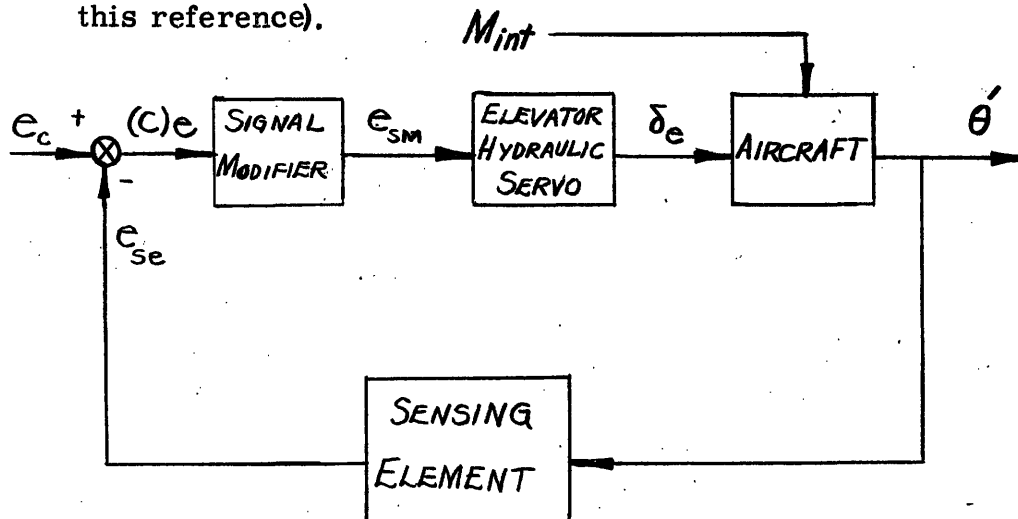 this reference).
M_int
e_c + (C)e SIGNAL MODIFIER e_SM ELEVATOR HYDRAULIC SERVO δ_e AIRCRAFT θ′
-
e_se
SENSING
ELEMENT